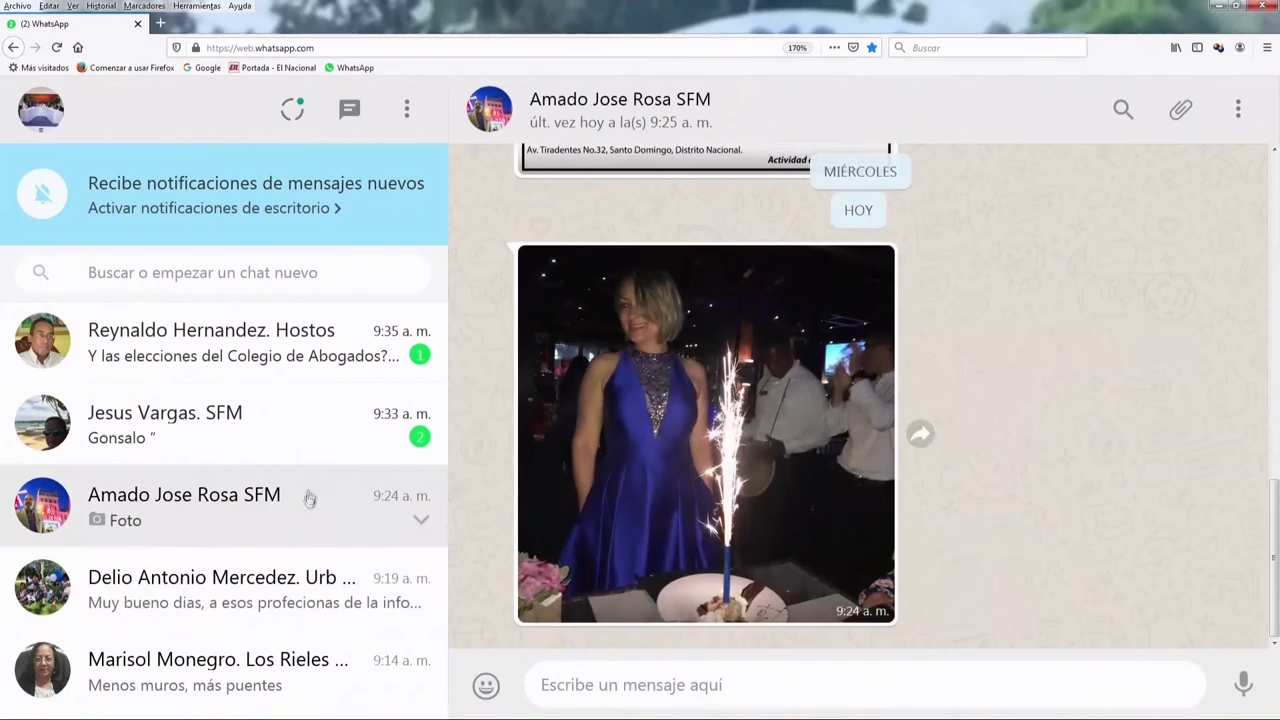 Archivo Editar Ver Historial Marcadores Herramientas Ayuda
(2) WhatsApp
https://web.whatsapp.com
170%
Buscar
Más visitados
Comenzar a usar Firefox
Google
Portada - El Nacional
WhatsApp
Amado Jose Rosa SFM
últ. vez hoy a la(s) 9:25 a. m.
Recibe notificaciones de mensajes nuevos
Activar notificaciones de escritorio
Buscar o empezar un chat nuevo
Reynaldo Hernandez. Hostos 9:35 a. m.
Y las elecciones del Colegio de Abogados?... 1
Jesus Vargas. SFM 9:33 a. m.
Gonsalo “ 2
Amado Jose Rosa SFM 9:24 a. m.
Foto
Delio Antonio Mercedez. Urb ... 9:19 a. m.
Muy bueno dias, a esos profecionas de la info...
Marisol Monegro. Los Rieles ... 9:14 a. m.
Menos muros, más puentes
Av. Tiradentes No.32, Santo Domingo, Distrito Nacional.
MIÉRCOLES
HOY
9:24 a. m.
Escribe un mensaje aquí